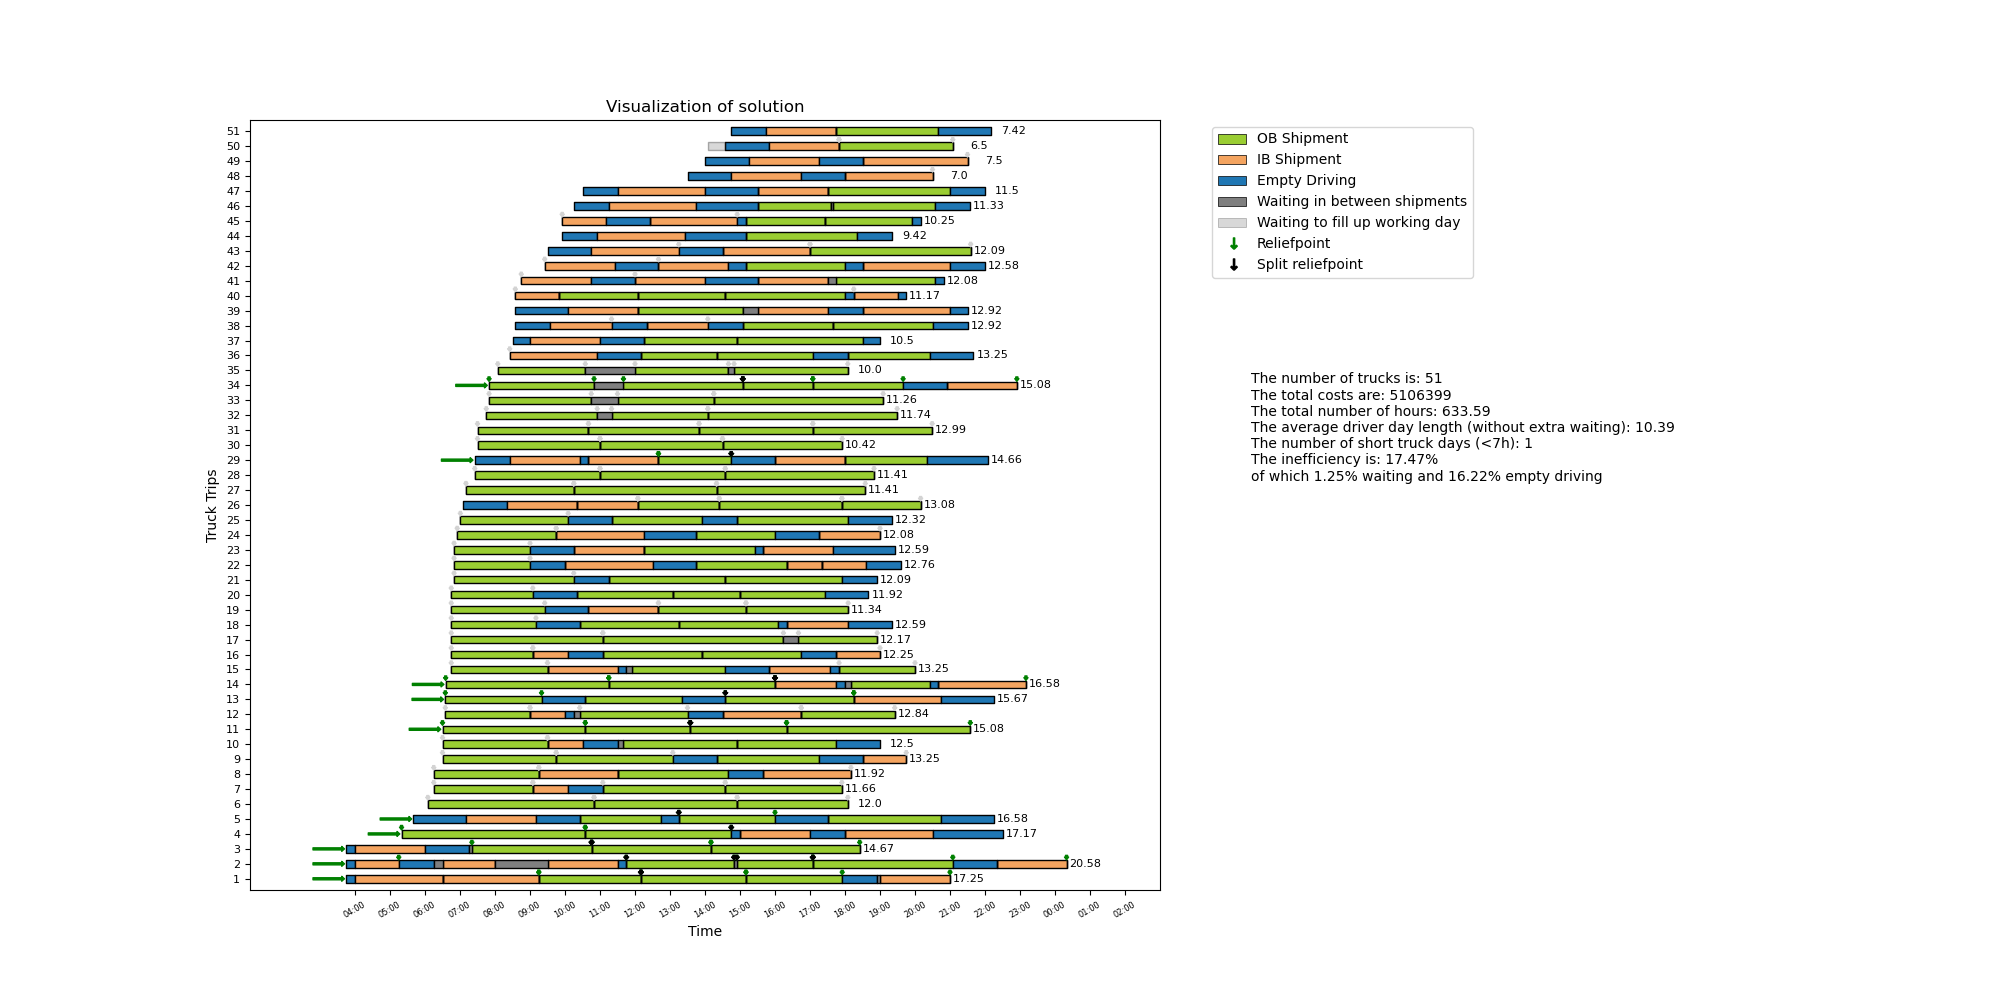 Visualization of solution
51 7.42
50 6.5
49 7.5
48 7.0
47 11.5
46 11.33
45 10.25
44 9.42
43 12.09
42 12.58
41 12.08
40 11.17
39 12.92
38 12.92
37 10.5
36 13.25
35 10.0
34 15.08
33 11.26
32 11.74
31 12.99
30 10.42
29 14.66
28 11.41
27 11.41
26 13.08
25 12.32
24 12.08
23 12.59
22 12.76
21 12.09
20 11.92
19 11.34
18 12.59
17 12.17
16 12.25
15 13.25
14 16.58
13 15.67
12 12.84
11 15.08
10 12.5
9 13.25
8 11.92
7 11.66
6 12.0
5 16.58
4 17.17
3 14.67
2 20.58
1 17.25
Truck Trips
04:00 05:00 06:00 07:00 08:00 09:00 10:00 11:00 12:00 13:00 14:00 15:00 16:00 17:00 18:00 19:00 20:00 21:00 22:00 23:00 00:00 01:00 02:00
Time
OB Shipment
IB Shipment
Empty Driving
Waiting in between shipments
Waiting to fill up working day
Reliefpoint
Split reliefpoint
The number of trucks is: 51
The total costs are: 5106399
The total number of hours: 633.59
The average driver day length (without extra waiting): 10.39
The number of short truck days (<7h): 1
The inefficiency is: 17.47%
of which 1.25% waiting and 16.22% empty driving